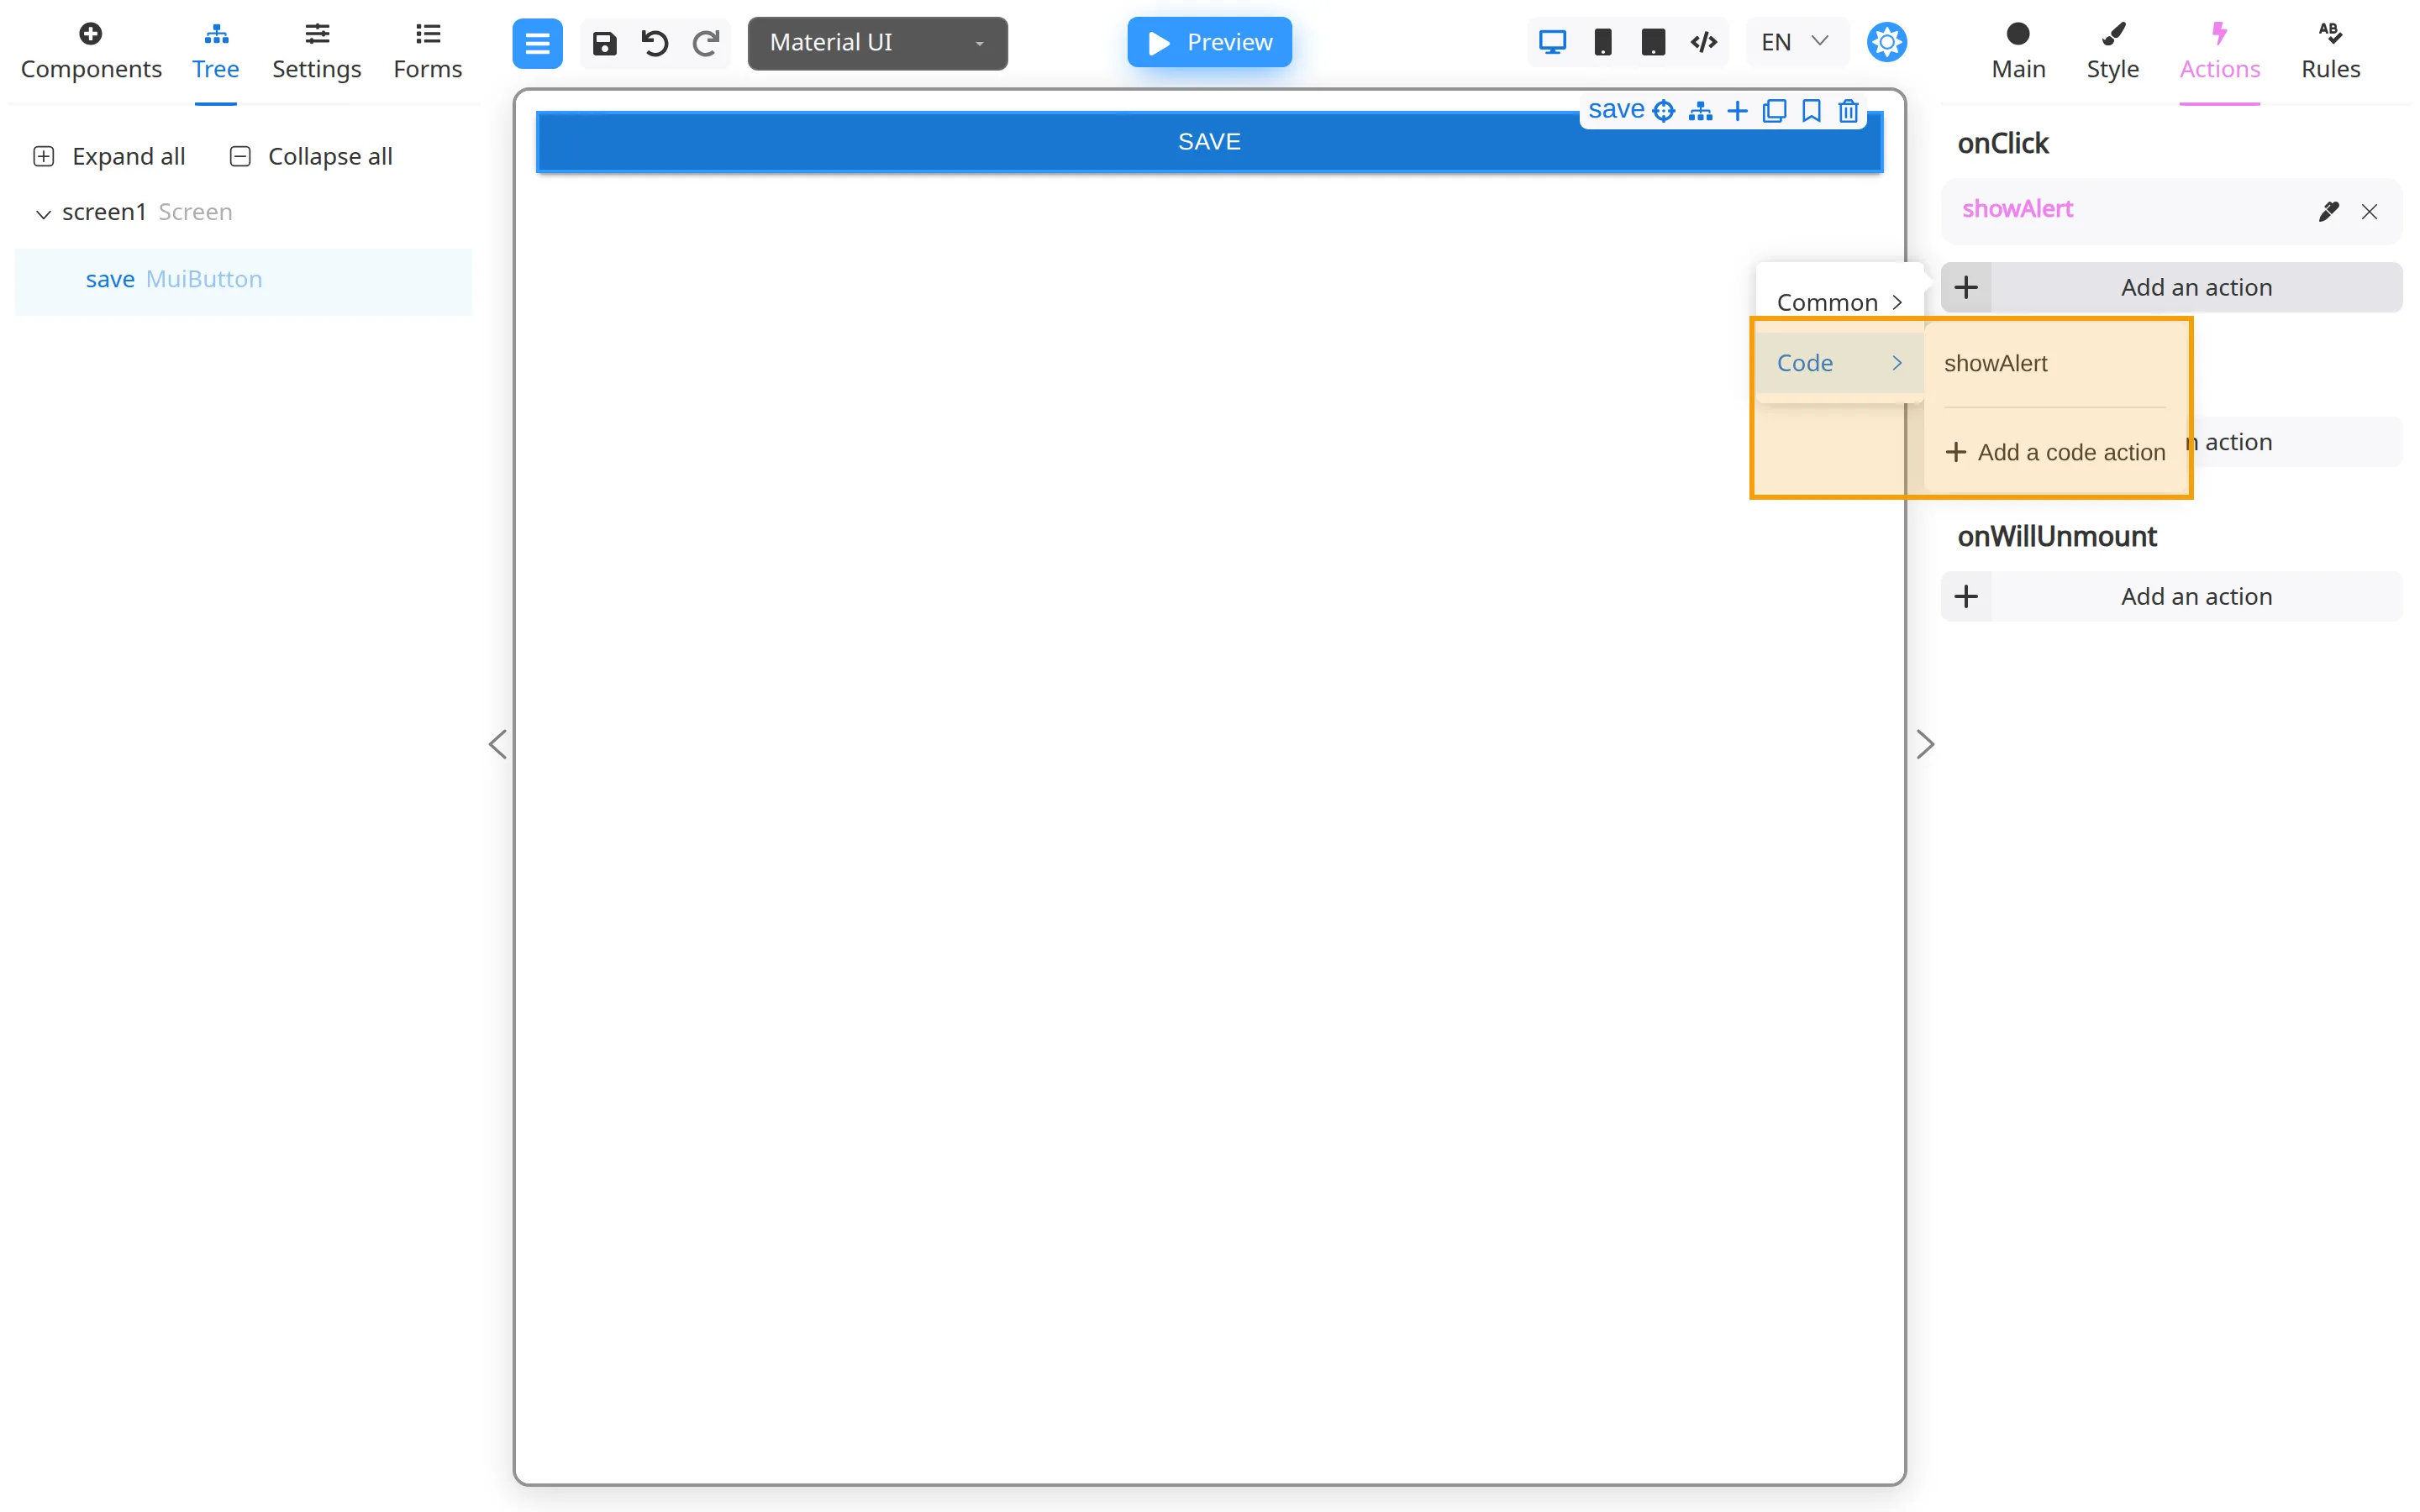 Components Tree Settings Forms
Material UI
Preview
EN
Main Style Actions Rules
Expand all Collapse all
screen1 Screen
save MuiButton
save
SAVE
onClick
showAlert
Add an action
Common
Code
showAlert
Add a code action
n action
onWillUnmount
Add an action